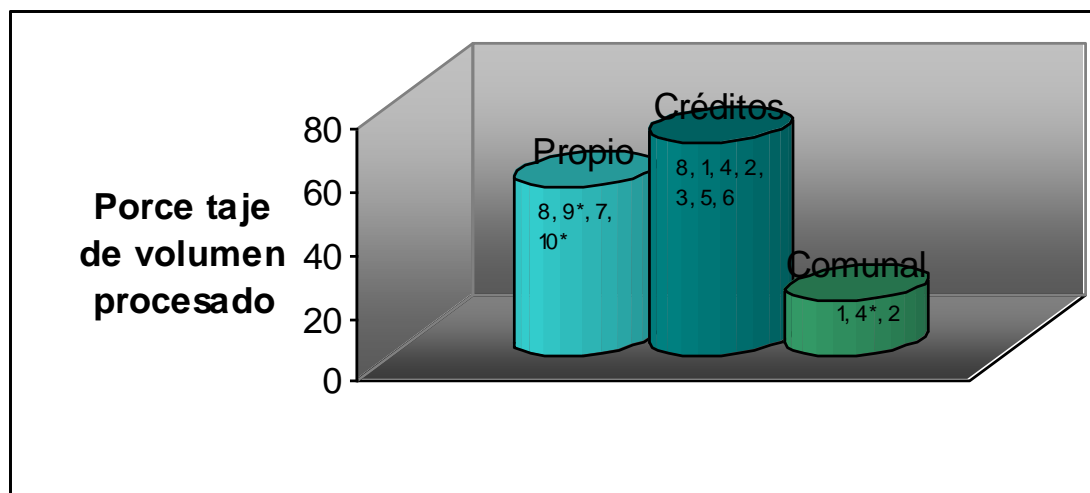 Porce taje
de volumen
procesado
80
60
40
20
0
Propio
8, 9*, 7,
10*
Créditos
8, 1, 4, 2,
3, 5, 6
Comunal
1, 4*, 2